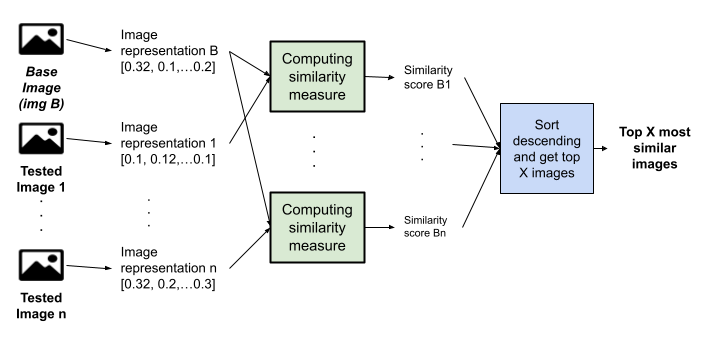 Image
representation B
[0.32, 0.1,...0.2]
Base
Image
(img B)
Computing
similarity
measure
Similarity
score B1
Image
representation 1
[0.1, 0.12,...0.1]
Tested
Image 1
Sort
descending
and get top
X images
Top X most
similar
images
Computing
similarity
measure
Similarity
score Bn
Image
representation n
[0.32, 0.2,...0.3]
Tested
Image n